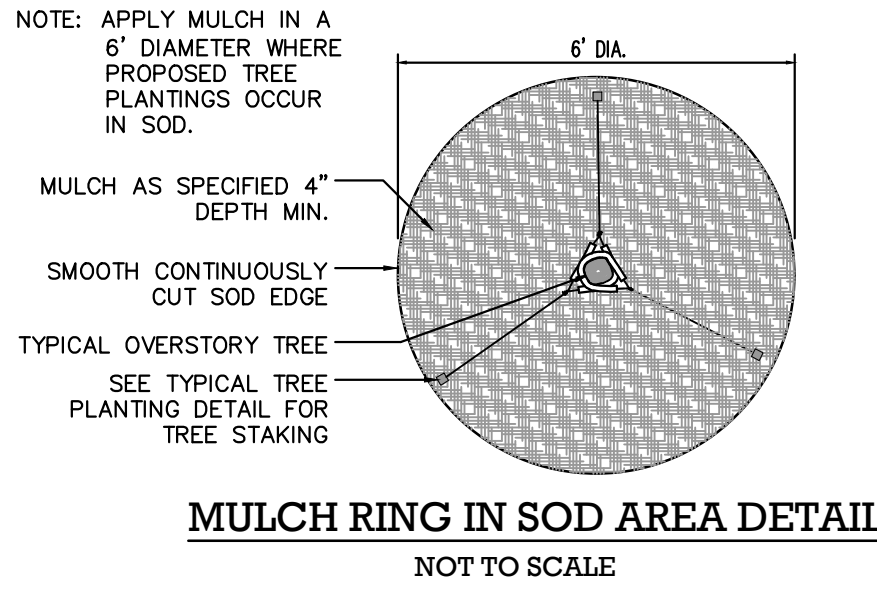 NOTE: APPLY MULCH IN A
6' DIAMETER WHERE
PROPOSED TREE
PLANTINGS OCCUR
IN SOD.
6' DIA.
MULCH AS SPECIFIED 4"
DEPTH MIN.
SMOOTH CONTINUOUSLY
CUT SOD EDGE
TYPICAL OVERSTORY TREE
SEE TYPICAL TREE
PLANTING DETAIL FOR
TREE STAKING
MULCH RING IN SOD AREA DETAIL
NOT TO SCALE